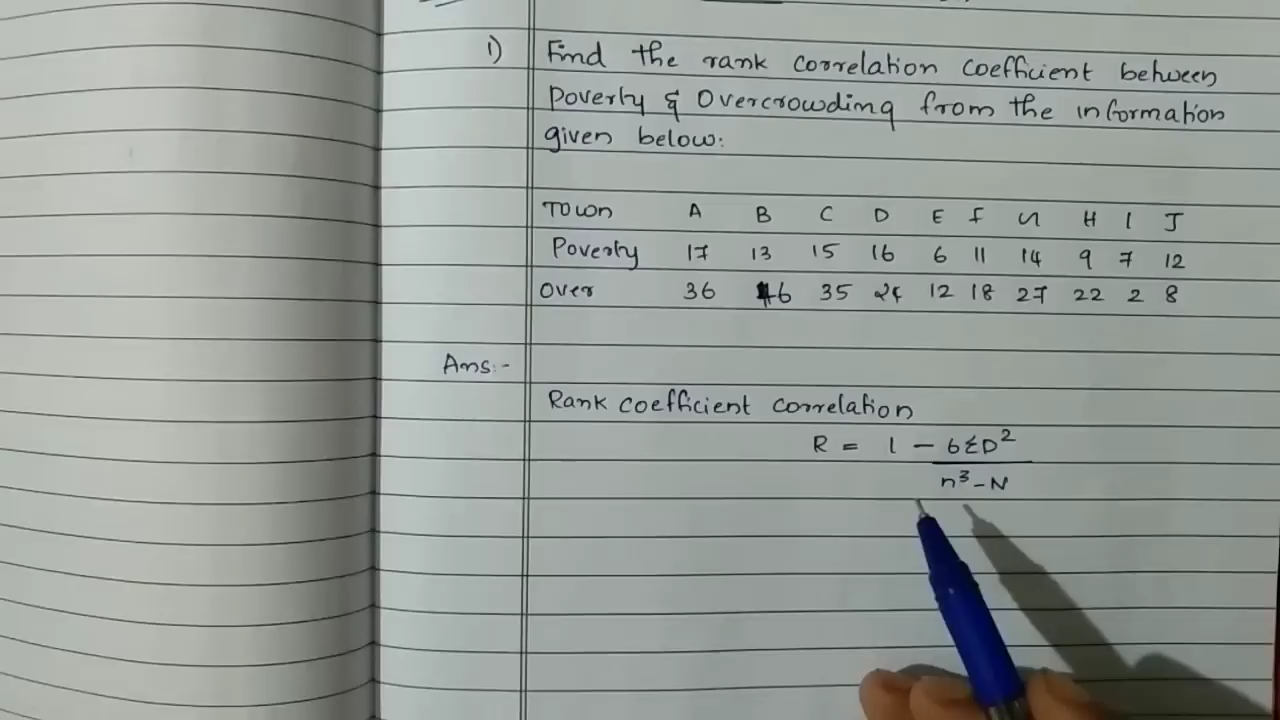 1) Find the rank correlation coefficient between
Poverty & Overcrowding from the information
given below:
Town A B C D E F G H I J
Poverty 17 13 15 16 6 11 14 9 7 12
Over 36 46 35 24 12 18 27 22 2 8
Ans:-
Rank coefficient correlation
R = 1 - 6ΣD²
n³-N